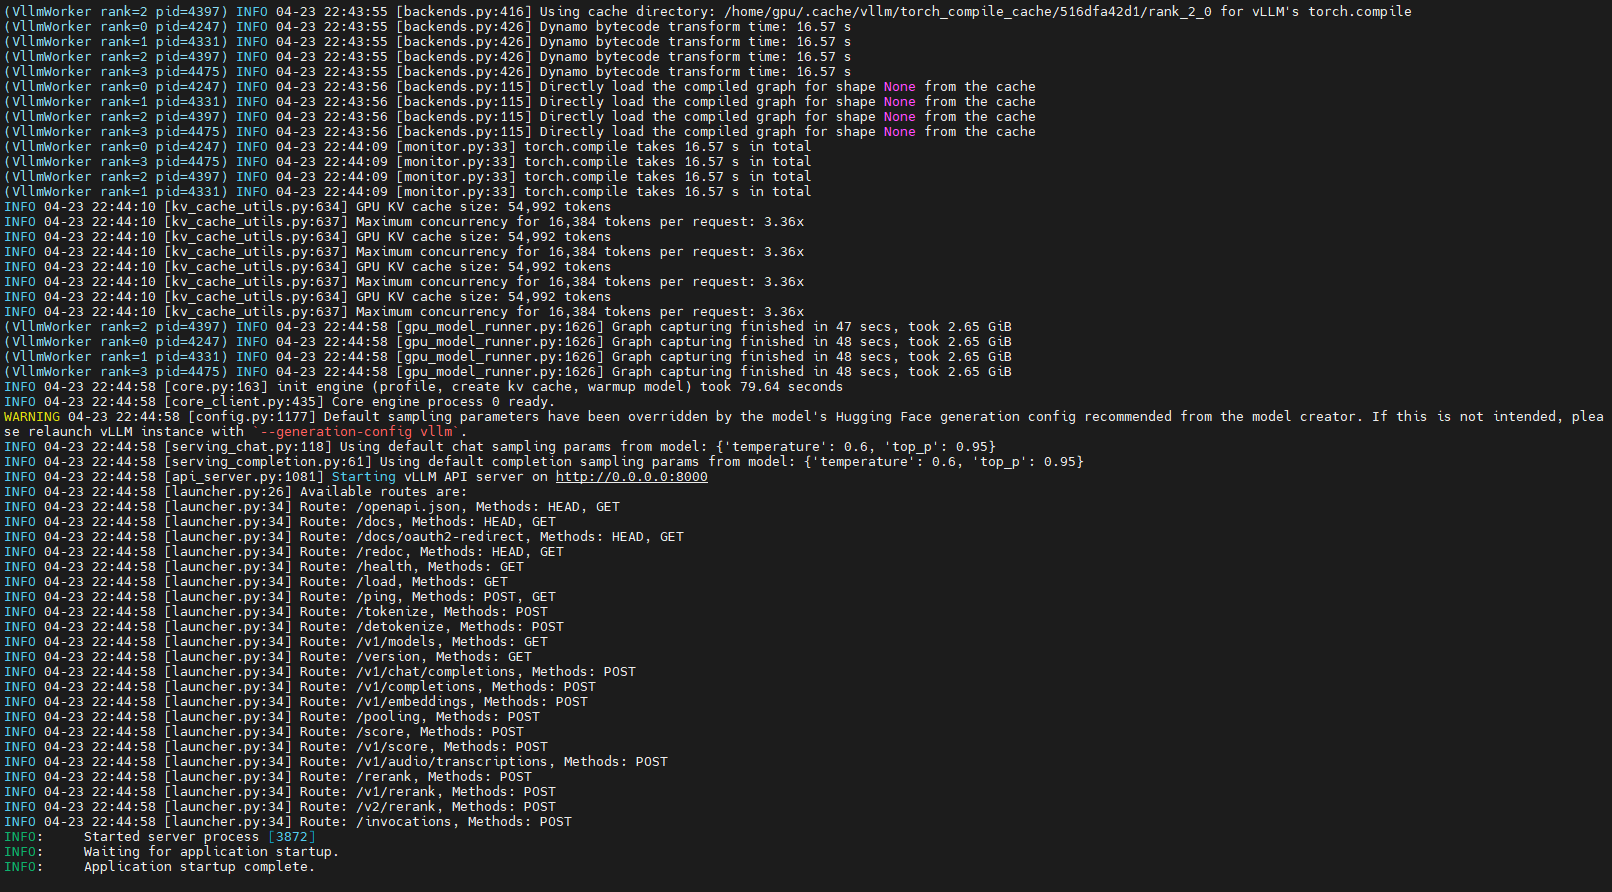 (VllmWorker rank=2 pid=4397) INFO 04-23 22:43:55 [backends.py:416] Using cache directory: /home/gpu/.cache/vllm/torch_compile_cache/516dfa42d1/rank_2_0 for vLLM's torch.compile
(VllmWorker rank=0 pid=4247) INFO 04-23 22:43:55 [backends.py:426] Dynamo bytecode transform time: 16.57 s
(VllmWorker rank=1 pid=4331) INFO 04-23 22:43:55 [backends.py:426] Dynamo bytecode transform time: 16.57 s
(VllmWorker rank=2 pid=4397) INFO 04-23 22:43:55 [backends.py:426] Dynamo bytecode transform time: 16.57 s
(VllmWorker rank=3 pid=4475) INFO 04-23 22:43:55 [backends.py:426] Dynamo bytecode transform time: 16.57 s
(VllmWorker rank=0 pid=4247) INFO 04-23 22:43:56 [backends.py:115] Directly load the compiled graph for shape None from the cache
(VllmWorker rank=1 pid=4331) INFO 04-23 22:43:56 [backends.py:115] Directly load the compiled graph for shape None from the cache
(VllmWorker rank=2 pid=4397) INFO 04-23 22:43:56 [backends.py:115] Directly load the compiled graph for shape None from the cache
(VllmWorker rank=3 pid=4475) INFO 04-23 22:43:56 [backends.py:115] Directly load the compiled graph for shape None from the cache
(VllmWorker rank=0 pid=4247) INFO 04-23 22:44:09 [monitor.py:33] torch.compile takes 16.57 s in total
(VllmWorker rank=3 pid=4475) INFO 04-23 22:44:09 [monitor.py:33] torch.compile takes 16.57 s in total
(VllmWorker rank=2 pid=4397) INFO 04-23 22:44:09 [monitor.py:33] torch.compile takes 16.57 s in total
(VllmWorker rank=1 pid=4331) INFO 04-23 22:44:09 [monitor.py:33] torch.compile takes 16.57 s in total
INFO 04-23 22:44:10 [kv_cache_utils.py:634] GPU KV cache size: 54,992 tokens
INFO 04-23 22:44:10 [kv_cache_utils.py:637] Maximum concurrency for 16,384 tokens per request: 3.36x
INFO 04-23 22:44:10 [kv_cache_utils.py:634] GPU KV cache size: 54,992 tokens
INFO 04-23 22:44:10 [kv_cache_utils.py:637] Maximum concurrency for 16,384 tokens per request: 3.36x
INFO 04-23 22:44:10 [kv_cache_utils.py:634] GPU KV cache size: 54,992 tokens
INFO 04-23 22:44:10 [kv_cache_utils.py:637] Maximum concurrency for 16,384 tokens per request: 3.36x
INFO 04-23 22:44:10 [kv_cache_utils.py:634] GPU KV cache size: 54,992 tokens
INFO 04-23 22:44:10 [kv_cache_utils.py:637] Maximum concurrency for 16,384 tokens per request: 3.36x
(VllmWorker rank=2 pid=4397) INFO 04-23 22:44:58 [gpu_model_runner.py:1626] Graph capturing finished in 47 secs, took 2.65 GiB
(VllmWorker rank=0 pid=4247) INFO 04-23 22:44:58 [gpu_model_runner.py:1626] Graph capturing finished in 48 secs, took 2.65 GiB
(VllmWorker rank=1 pid=4331) INFO 04-23 22:44:58 [gpu_model_runner.py:1626] Graph capturing finished in 48 secs, took 2.65 GiB
(VllmWorker rank=3 pid=4475) INFO 04-23 22:44:58 [gpu_model_runner.py:1626] Graph capturing finished in 48 secs, took 2.65 GiB
INFO 04-23 22:44:58 [core.py:163] init engine (profile, create kv cache, warmup model) took 79.64 seconds
INFO 04-23 22:44:58 [core_client.py:435] Core engine process 0 ready.
WARNING 04-23 22:44:58 [config.py:1177] Default sampling parameters have been overridden by the model's Hugging Face generation config recommended from the model creator. If this is not intended, plea
se relaunch vLLM instance with `--generation-config vllm`.
INFO 04-23 22:44:58 [serving_chat.py:118] Using default chat sampling params from model: {'temperature': 0.6, 'top_p': 0.95}
INFO 04-23 22:44:58 [serving_completion.py:61] Using default completion sampling params from model: {'temperature': 0.6, 'top_p': 0.95}
INFO 04-23 22:44:58 [api_server.py:1081] Starting vLLM API server on http://0.0.0.0:8000
INFO 04-23 22:44:58 [launcher.py:26] Available routes are:
INFO 04-23 22:44:58 [launcher.py:34] Route: /openapi.json, Methods: HEAD, GET
INFO 04-23 22:44:58 [launcher.py:34] Route: /docs, Methods: HEAD, GET
INFO 04-23 22:44:58 [launcher.py:34] Route: /docs/oauth2-redirect, Methods: HEAD, GET
INFO 04-23 22:44:58 [launcher.py:34] Route: /redoc, Methods: HEAD, GET
INFO 04-23 22:44:58 [launcher.py:34] Route: /health, Methods: GET
INFO 04-23 22:44:58 [launcher.py:34] Route: /load, Methods: GET
INFO 04-23 22:44:58 [launcher.py:34] Route: /ping, Methods: POST, GET
INFO 04-23 22:44:58 [launcher.py:34] Route: /tokenize, Methods: POST
INFO 04-23 22:44:58 [launcher.py:34] Route: /detokenize, Methods: POST
INFO 04-23 22:44:58 [launcher.py:34] Route: /v1/models, Methods: GET
INFO 04-23 22:44:58 [launcher.py:34] Route: /version, Methods: GET
INFO 04-23 22:44:58 [launcher.py:34] Route: /v1/chat/completions, Methods: POST
INFO 04-23 22:44:58 [launcher.py:34] Route: /v1/completions, Methods: POST
INFO 04-23 22:44:58 [launcher.py:34] Route: /v1/embeddings, Methods: POST
INFO 04-23 22:44:58 [launcher.py:34] Route: /pooling, Methods: POST
INFO 04-23 22:44:58 [launcher.py:34] Route: /score, Methods: POST
INFO 04-23 22:44:58 [launcher.py:34] Route: /v1/score, Methods: POST
INFO 04-23 22:44:58 [launcher.py:34] Route: /v1/audio/transcriptions, Methods: POST
INFO 04-23 22:44:58 [launcher.py:34] Route: /rerank, Methods: POST
INFO 04-23 22:44:58 [launcher.py:34] Route: /v1/rerank, Methods: POST
INFO 04-23 22:44:58 [launcher.py:34] Route: /v2/rerank, Methods: POST
INFO 04-23 22:44:58 [launcher.py:34] Route: /invocations, Methods: POST
INFO:     Started server process [3872]
INFO:     Waiting for application startup.
INFO:     Application startup complete.